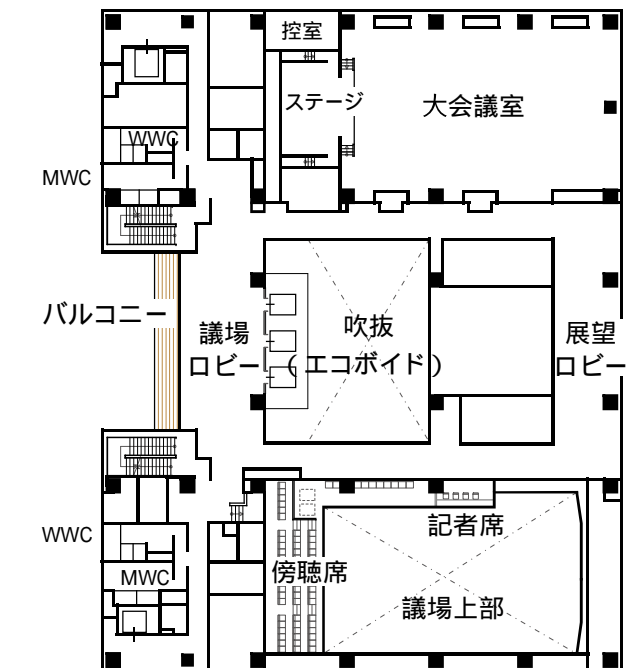 控室
ステージ
大会議室
WWC
MWC
バルコニー
議場
ロビー
吹抜
(エコボイド)
展望
ロビー
記者席
WWC
傍聴席
MWC
議場上部